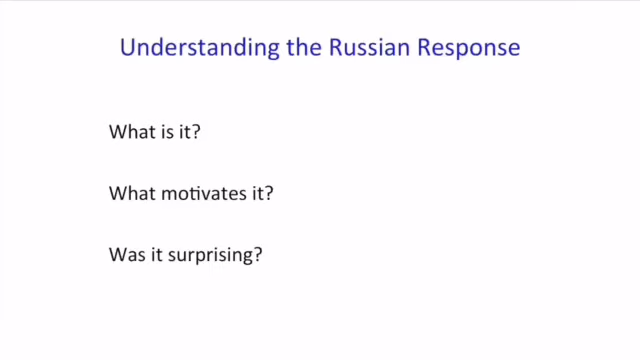 Understanding the Russian Response
What is it?
What motivates it?
Was it surprising?